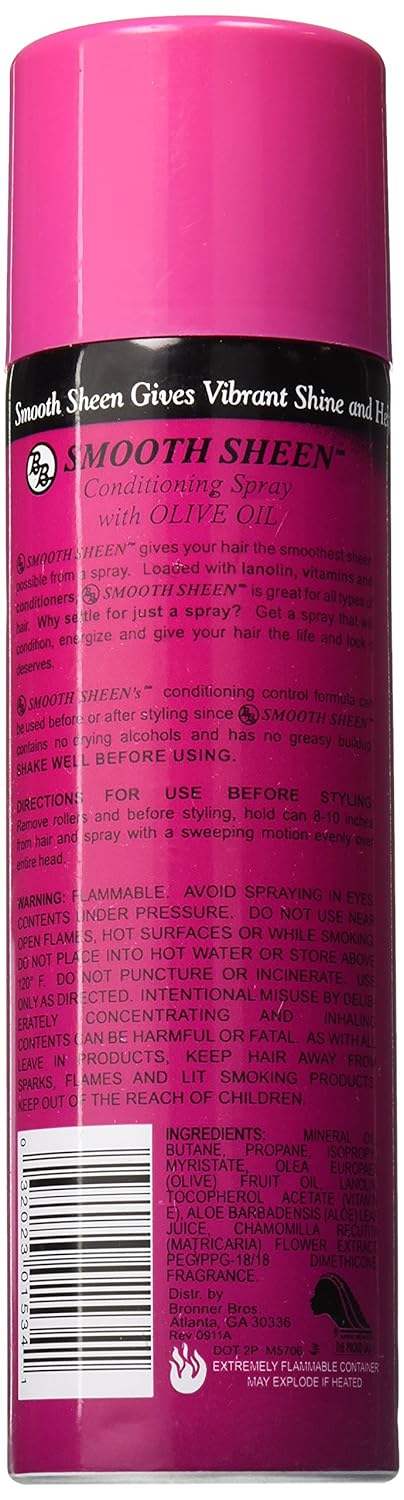 Smooth Sheen Gives Vibrant Shine and
BB SMOOTH SHEEN™
Conditioning Spray
with OLIVE OIL
BB SMOOTH SHEEN™ gives your hair the smoothest sheen
possible from a spray. Loaded with lanolin, vitamins and
conditioners, BB SMOOTH SHEEN™ is great for all types of
hair. Why settle for just a spray? Get a spray that will
condition, energize and give your hair the life and look it
deserves.
BB SMOOTH SHEEN's™ conditioning control formula can
be used before or after styling since BB SMOOTH SHEEN™
contains no drying alcohols and has no greasy buildup.
SHAKE WELL BEFORE USING.
DIRECTIONS FOR USE BEFORE STYLING
Remove rollers and before styling, hold can 8-10 inches
from hair and spray with a sweeping motion evenly over
entire head.
WARNING: FLAMMABLE. AVOID SPRAYING IN EYES.
CONTENTS UNDER PRESSURE. DO NOT USE NEAR
OPEN FLAMES, HOT SURFACES OR WHILE SMOKING.
DO NOT PLACE INTO HOT WATER OR STORE ABOVE
120° F. DO NOT PUNCTURE OR INCINERATE. USE
ONLY AS DIRECTED. INTENTIONAL MISUSE BY DELIB-
ERATELY CONCENTRATING AND INHALING
CONTENTS CAN BE HARMFUL OR FATAL. AS WITH ALL
LEAVE IN PRODUCTS, KEEP HAIR AWAY FROM
SPARKS, FLAMES AND LIT SMOKING PRODUCTS.
KEEP OUT OF THE REACH OF CHILDREN.
INGREDIENTS: MINERAL OIL,
BUTANE, PROPANE, ISOPROPYL
MYRISTATE, OLEA EUROPAEA
(OLIVE) FRUIT OIL, LANOLIN,
TOCOPHEROL ACETATE (VITAMIN
E), ALOE BARBADENSIS (ALOE) LEAF
JUICE, CHAMOMILLA RECUTITA
(MATRICARIA) FLOWER EXTRACT,
PEG/PPG-18/18 DIMETHICONE,
FRAGRANCE.
Distr. by
Bronner Bros.
Atlanta, GA 30336
Rev 0911A
DOT 2P M5706
THE PROUD LADY
EXTREMELY FLAMMABLE CONTAINER
MAY EXPLODE IF HEATED
0 32023 01534 1